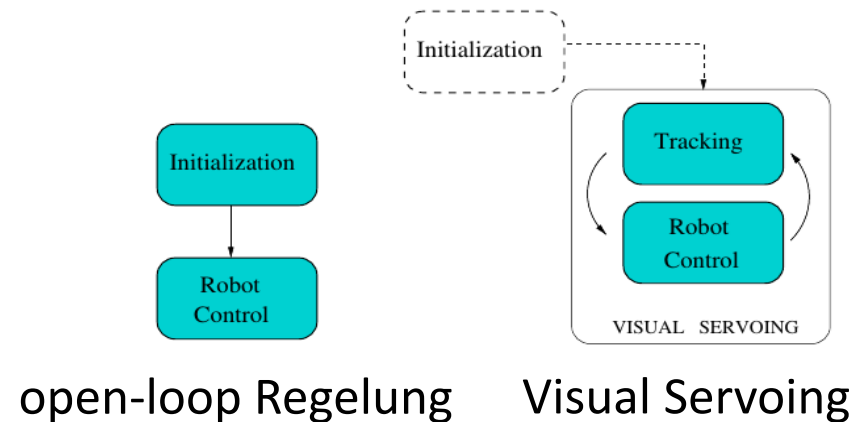 Initialization
Robot
Control
open-loop Regelung
Initialization
Tracking
Robot
Control
VISUAL SERVOING
Visual Servoing